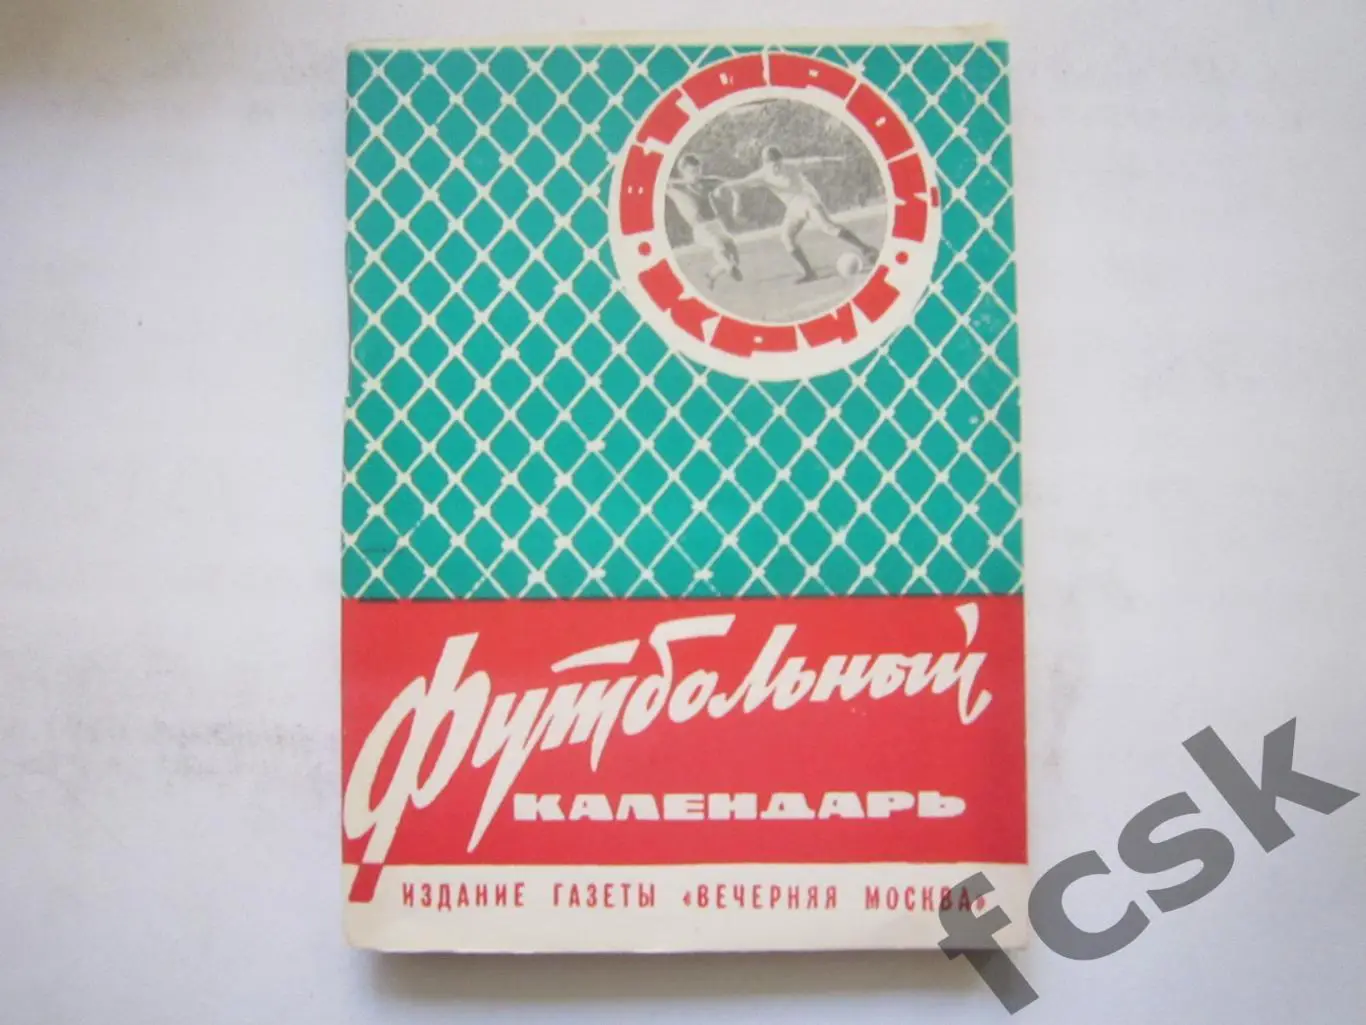 ВТОРОЙ
• КРУГ •
Футбольный
КАЛЕНДАРЬ
ИЗДАНИЕ ГАЗЕТЫ «ВЕЧЕРНЯЯ МОСКВА»
fcsk